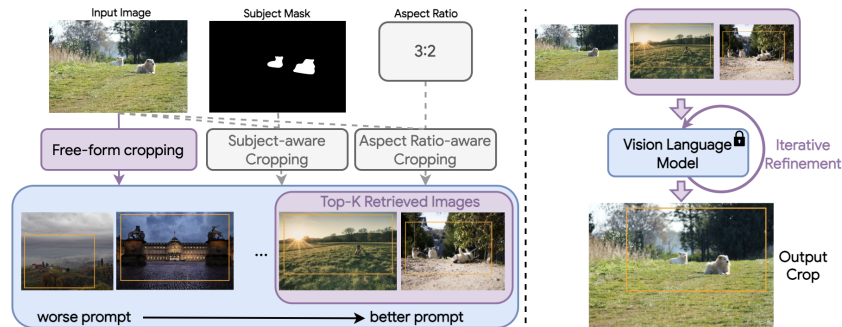 Input Image
Subject Mask
Aspect Ratio
3:2
Free-form cropping
Subject-aware
Cropping
Aspect Ratio-aware
Cropping
Top-K Retrieved Images
...
worse prompt
better prompt
Vision Language
Model
Iterative
Refinement
Output
Crop